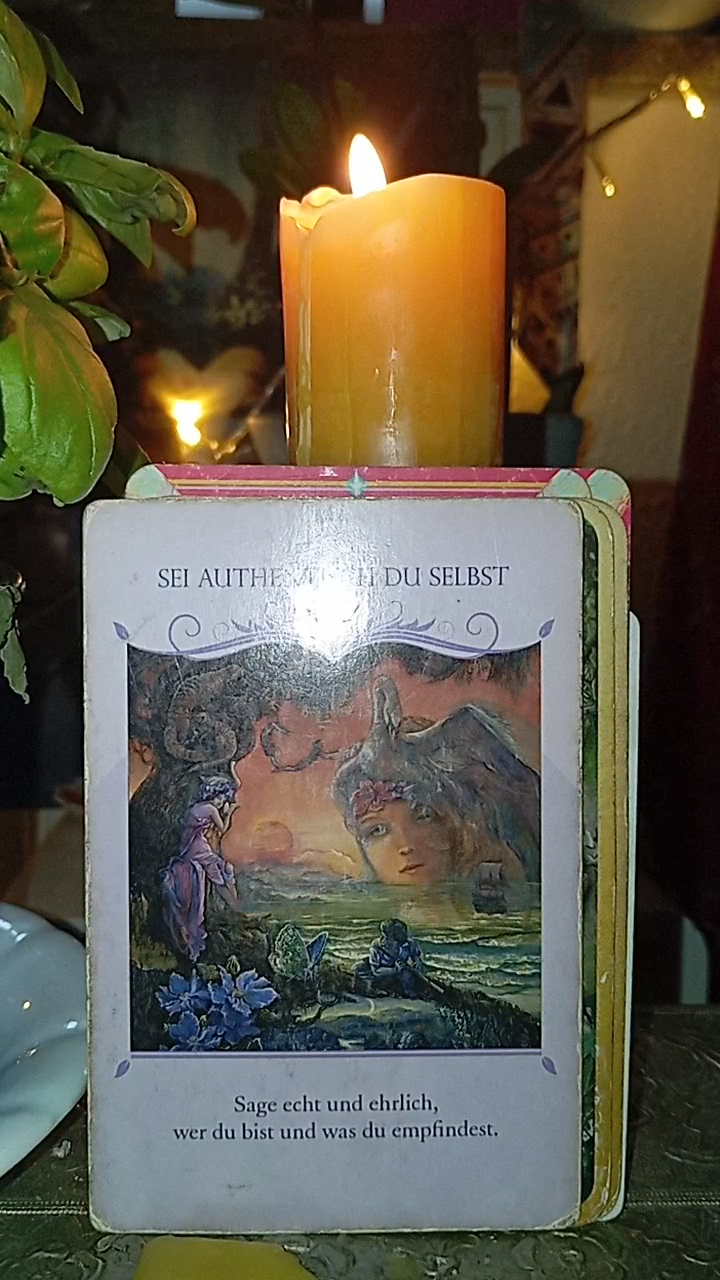 SEI DU SELBST
Sage echt und ehrlich,
wer du bist und was du empfindest.